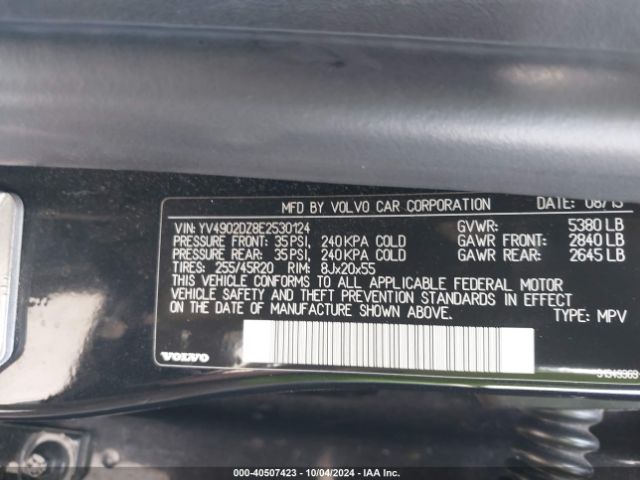 MFD BY VOLVO CAR CORPORATION DATE: 08/13
VIN: YV4902DZ8E2530124 GVWR: 5380 LB
PRESSURE FRONT: 35 PSI, 240 KPA COLD GAWR FRONT: 2840 LB
PRESSURE REAR: 35 PSI, 240 KPA COLD GAWR REAR: 2645 LB
TIRES: 255/45R20 RIM: 8Jx20x55
THIS VEHICLE CONFORMS TO ALL APPLICABLE FEDERAL MOTOR
VEHICLE SAFETY AND THEFT PREVENTION STANDARDS IN EFFECT
ON THE DATE OF MANUFACTURE SHOWN ABOVE. TYPE: MPV
VOLVO
000-40507423 - 10/04/2024 - IAA Inc.